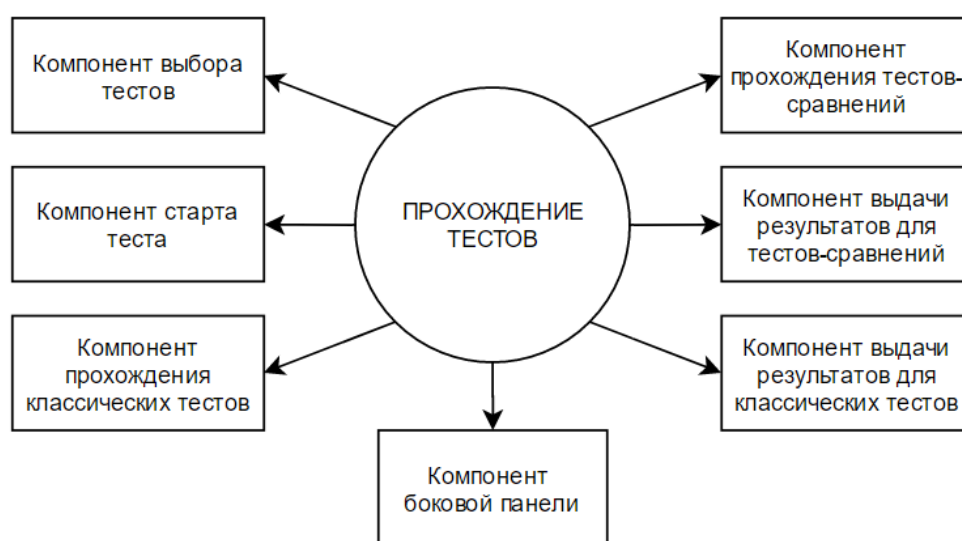 Компонент выбора
тестов
Компонент старта
теста
Компонент
прохождения
классических тестов
ПРОХОЖДЕНИЕ
ТЕСТОВ
Компонент
боковой панели
Компонент
прохождения тестов-
сравнений
Компонент выдачи
результатов для
тестов-сравнений
Компонент выдачи
результатов для
классических тестов